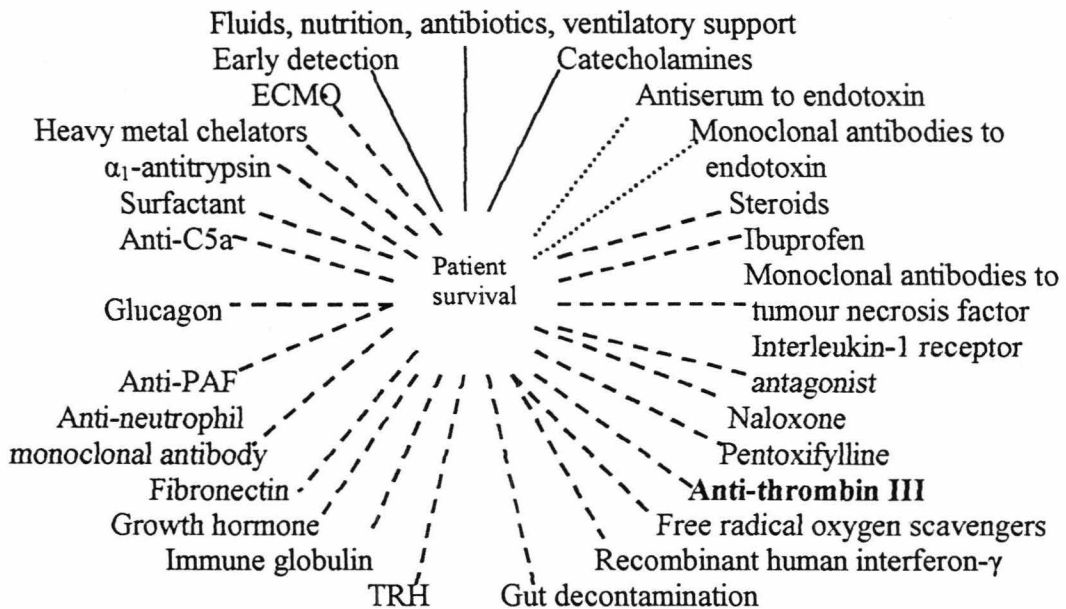 Fluids, nutrition, antibiotics, ventilatory support
Early detection
Catecholamines
ECMO
Antiserum to endotoxin
Heavy metal chelators
Monoclonal antibodies to
endotoxin
α₁-antitrypsin
Surfactant
Steroids
Anti-C5a
Ibuprofen
Patient
survival
Monoclonal antibodies to
tumour necrosis factor
Glucagon
Interleukin-1 receptor
antagonist
Anti-PAF
Naloxone
Anti-neutrophil
monoclonal antibody
Pentoxifylline
Fibronectin
Anti-thrombin III
Growth hormone
Free radical oxygen scavengers
Immune globulin
Recombinant human interferon-γ
TRH
Gut decontamination